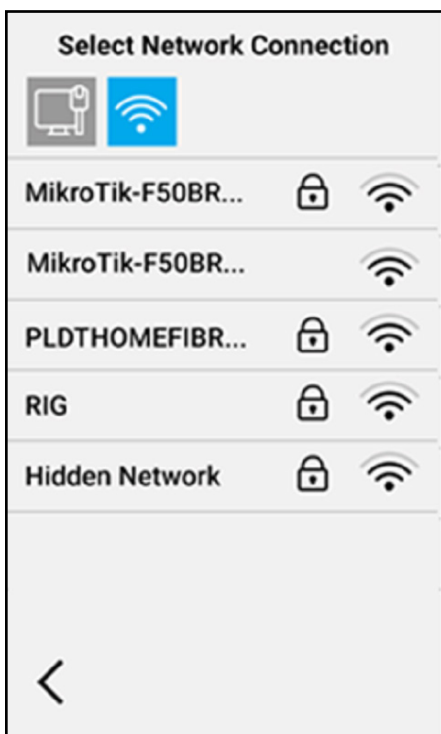 Select Network Connection
MikroTik-F50BR...
MikroTik-F50BR...
PLDTHOMEFIBR...
RIG
Hidden Network